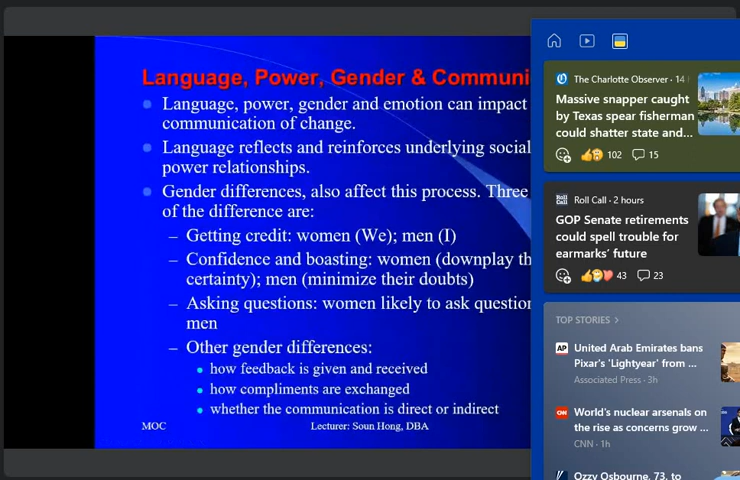 Language, Power, Gender & Communi
Language, power, gender and emotion can impact
communication of change.
Language reflects and reinforces underlying social
power relationships.
Gender differences, also affect this process. Three
of the difference are:
– Getting credit: women (We); men (I)
– Confidence and boasting: women (downplay th
certainty); men (minimize their doubts)
– Asking questions: women likely to ask question
men
– Other gender differences:
how feedback is given and received
how compliments are exchanged
whether the communication is direct or indirect
MOC
Lecturer: Soun Hong, DBA
The Charlotte Observer · 14
Massive snapper caught
by Texas spear fisherman
could shatter state and...
102 15
Roll Call
Roll Call · 2 hours
GOP Senate retirements
could spell trouble for
earmarks' future
43 23
TOP STORIES >
AP
United Arab Emirates bans
Pixar's 'Lightyear' from ...
Associated Press · 3h
CNN
World's nuclear arsenals on
the rise as concerns grow ...
CNN · 1h
Ozzy Osbourne, 73, to